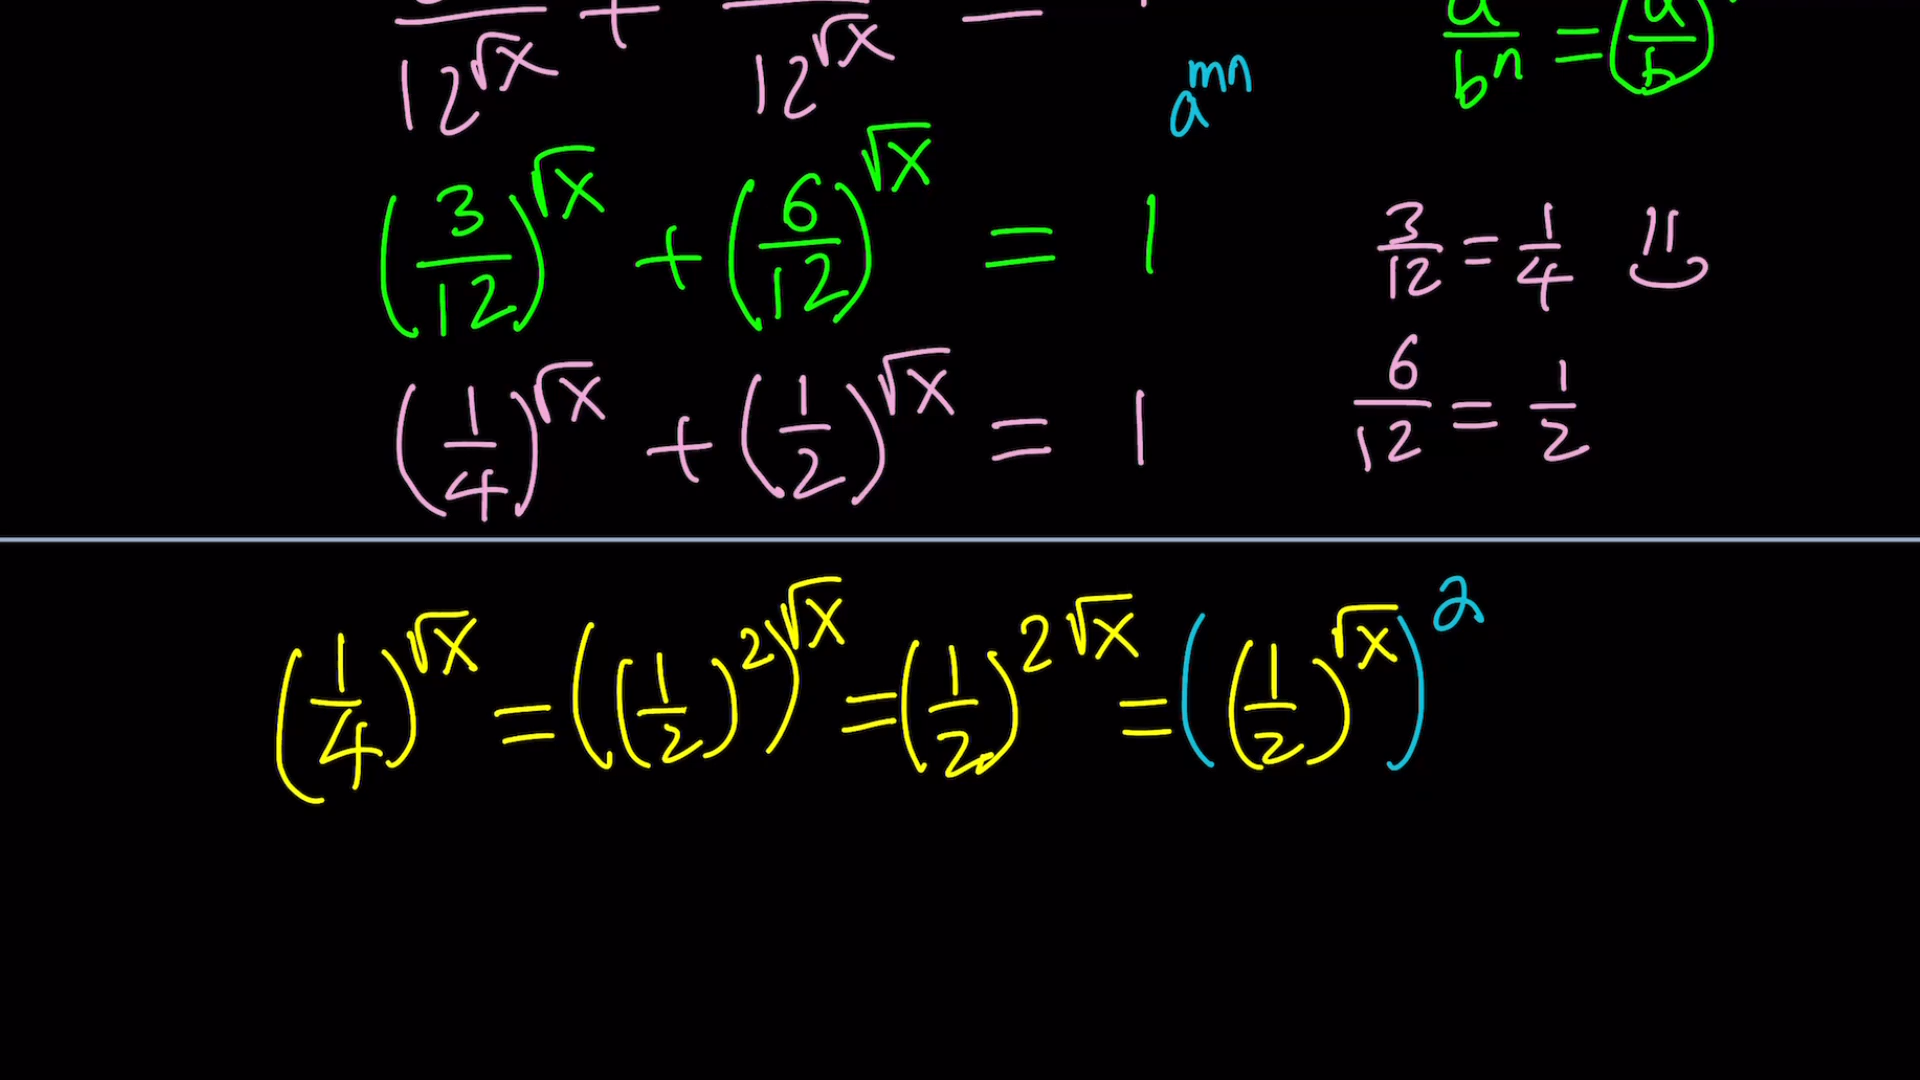 12^√x + 12^√x =
a/b^n = (a/b)
a^mn
(3/12)^√x + (6/12)^√x = 1
3/12 = 1/4
(1/4)^√x + (1/2)^√x = 1
6/12 = 1/2
(1/4)^√x = ((1/2)^2)^√x = (1/2)^2√x = ((1/2)^√x)^2